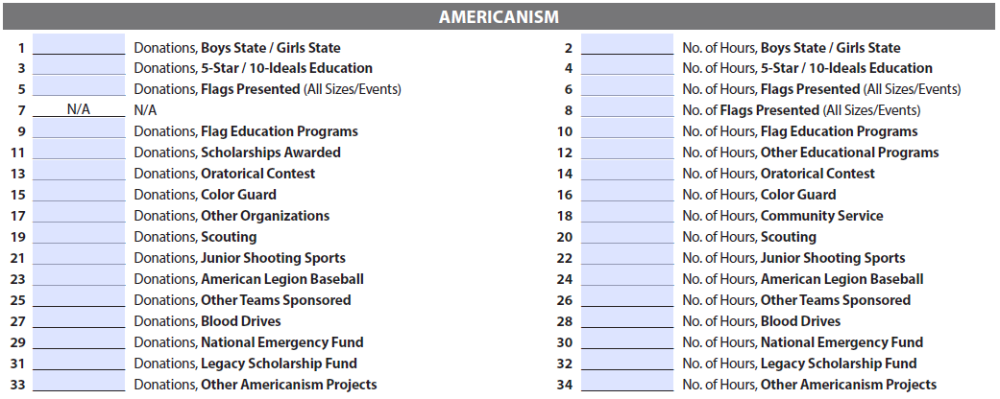 AMERICANISM
1 Donations, Boys State / Girls State 2 No. of Hours, Boys State / Girls State
3 Donations, 5-Star / 10-Ideals Education 4 No. of Hours, 5-Star / 10-Ideals Education
5 Donations, Flags Presented (All Sizes/Events) 6 No. of Hours, Flags Presented (All Sizes/Events)
7 N/A N/A 8 No. of Flags Presented (All Sizes/Events)
9 Donations, Flag Education Programs 10 No. of Hours, Flag Education Programs
11 Donations, Scholarships Awarded 12 No. of Hours, Other Educational Programs
13 Donations, Oratorical Contest 14 No. of Hours, Oratorical Contest
15 Donations, Color Guard 16 No. of Hours, Color Guard
17 Donations, Other Organizations 18 No. of Hours, Community Service
19 Donations, Scouting 20 No. of Hours, Scouting
21 Donations, Junior Shooting Sports 22 No. of Hours, Junior Shooting Sports
23 Donations, American Legion Baseball 24 No. of Hours, American Legion Baseball
25 Donations, Other Teams Sponsored 26 No. of Hours, Other Teams Sponsored
27 Donations, Blood Drives 28 No. of Hours, Blood Drives
29 Donations, National Emergency Fund 30 No. of Hours, National Emergency Fund
31 Donations, Legacy Scholarship Fund 32 No. of Hours, Legacy Scholarship Fund
33 Donations, Other Americanism Projects 34 No. of Hours, Other Americanism Projects